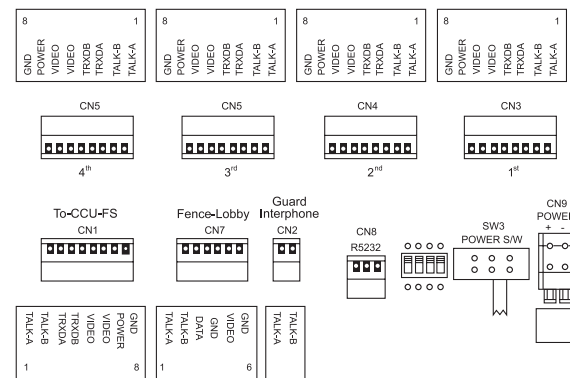 8 1
GND POWER VIDEO VIDEO TRXDB TRXDA TALK-B TALK-A
8 1
GND POWER VIDEO VIDEO TRXDB TRXDA TALK-B TALK-A
8 1
GND POWER VIDEO VIDEO TRXDB TRXDA TALK-B TALK-A
8 1
GND POWER VIDEO VIDEO TRXDB TRXDA TALK-B TALK-A
CN5
4th
CN5
3rd
CN4
2nd
CN3
1st
To-CCU-FS
CN1
Fence-Lobby
CN7
Guard
Interphone
CN2
CN8
R5232
SW3
POWER S/W
CN9
POWER
+ -
TALK-A TALK-B TRXDA TRXDB VIDEO VIDEO POWER GND
1 8
TALK-A TALK-B DATA GND VIDEO GND
1 6
TALK-A TALK-B